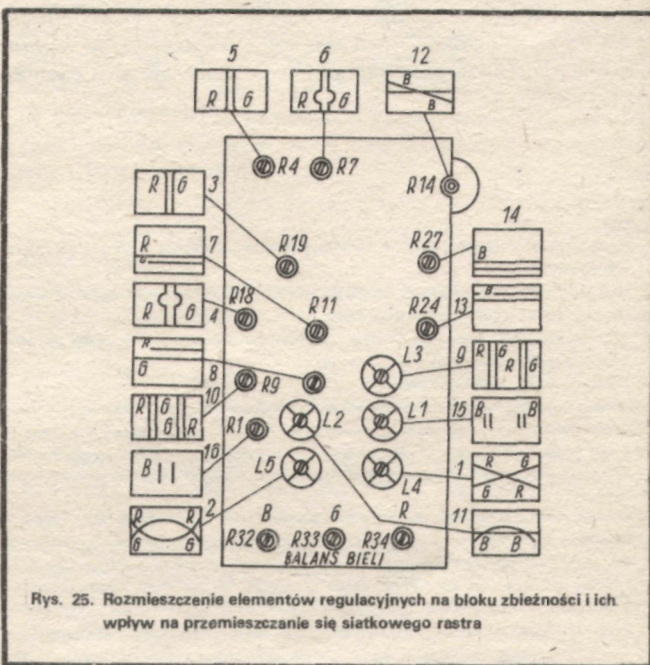 5 6 12
R G R G B
B
R4 R7 R14
R G 3
R19 R27 14
B
R 7
G
R18 R11 R24 13
B
R G 4
L3 9
R G R G
R
G 8
R9
10
R G G R
R1 L2 L1 15
B B
16
B
L5 L4 1
R G
G R
2
R R
G G
11
B B
B G R
R32 R33 R34
BALANS BIELI
Rys. 25. Rozmieszczenie elementów regulacyjnych na bloku zbieżności i ich
wpływ na przemieszczanie się siatkowego rastra